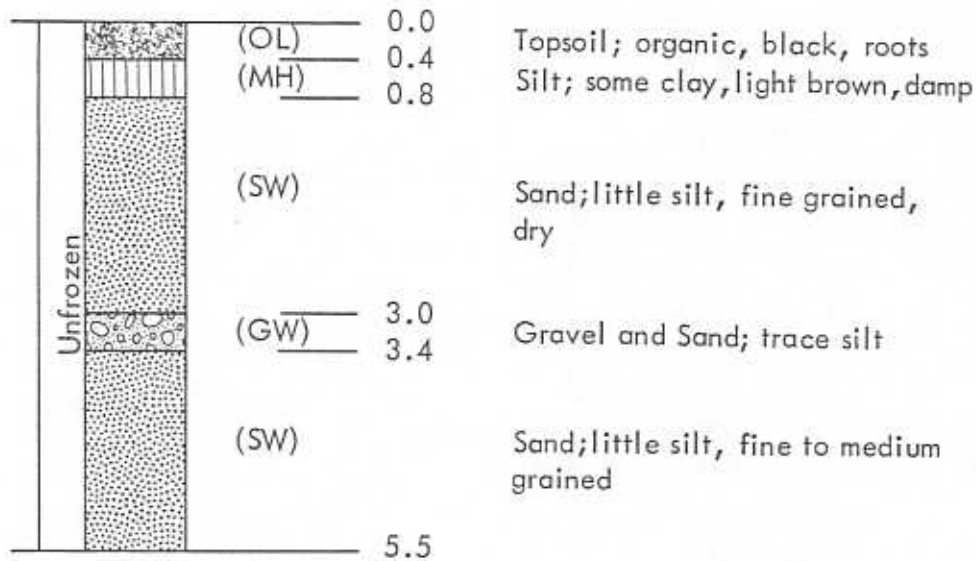 0.0
(OL) Topsoil; organic, black, roots
0.4
(MH) Silt; some clay, light brown, damp
0.8
(SW) Sand; little silt, fine grained,
dry
Unfrozen
3.0
(GW) Gravel and Sand; trace silt
3.4
(SW) Sand; little silt, fine to medium
grained
5.5